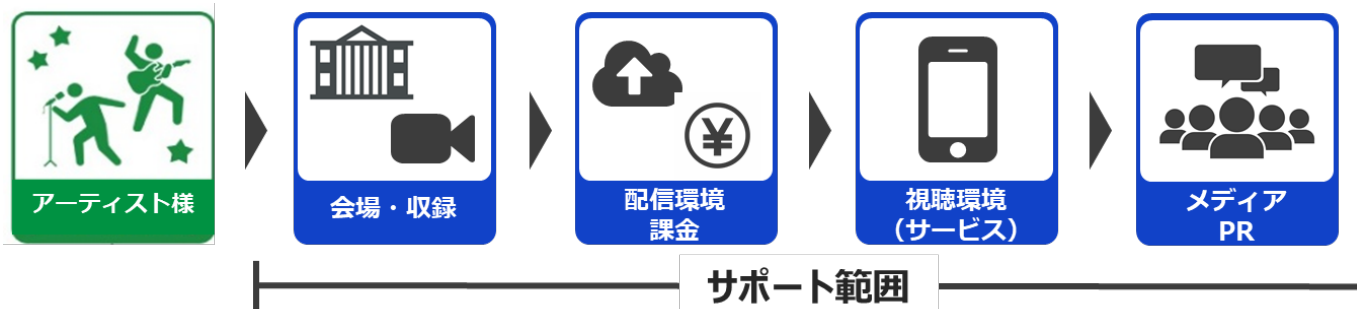 アーティスト様
会場・収録
配信環境
課金
¥
視聴環境
（サービス）
メディア
PR
サポート範囲